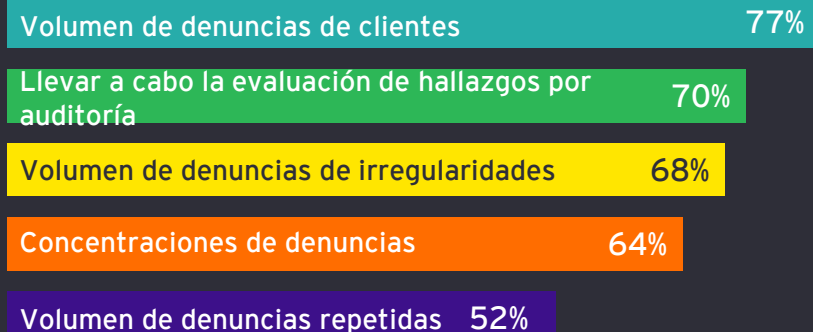 Volumen de denuncias de clientes 77%
Llevar a cabo la evaluación de hallazgos por
auditoría 70%
Volumen de denuncias de irregularidades 68%
Concentraciones de denuncias 64%
Volumen de denuncias repetidas 52%